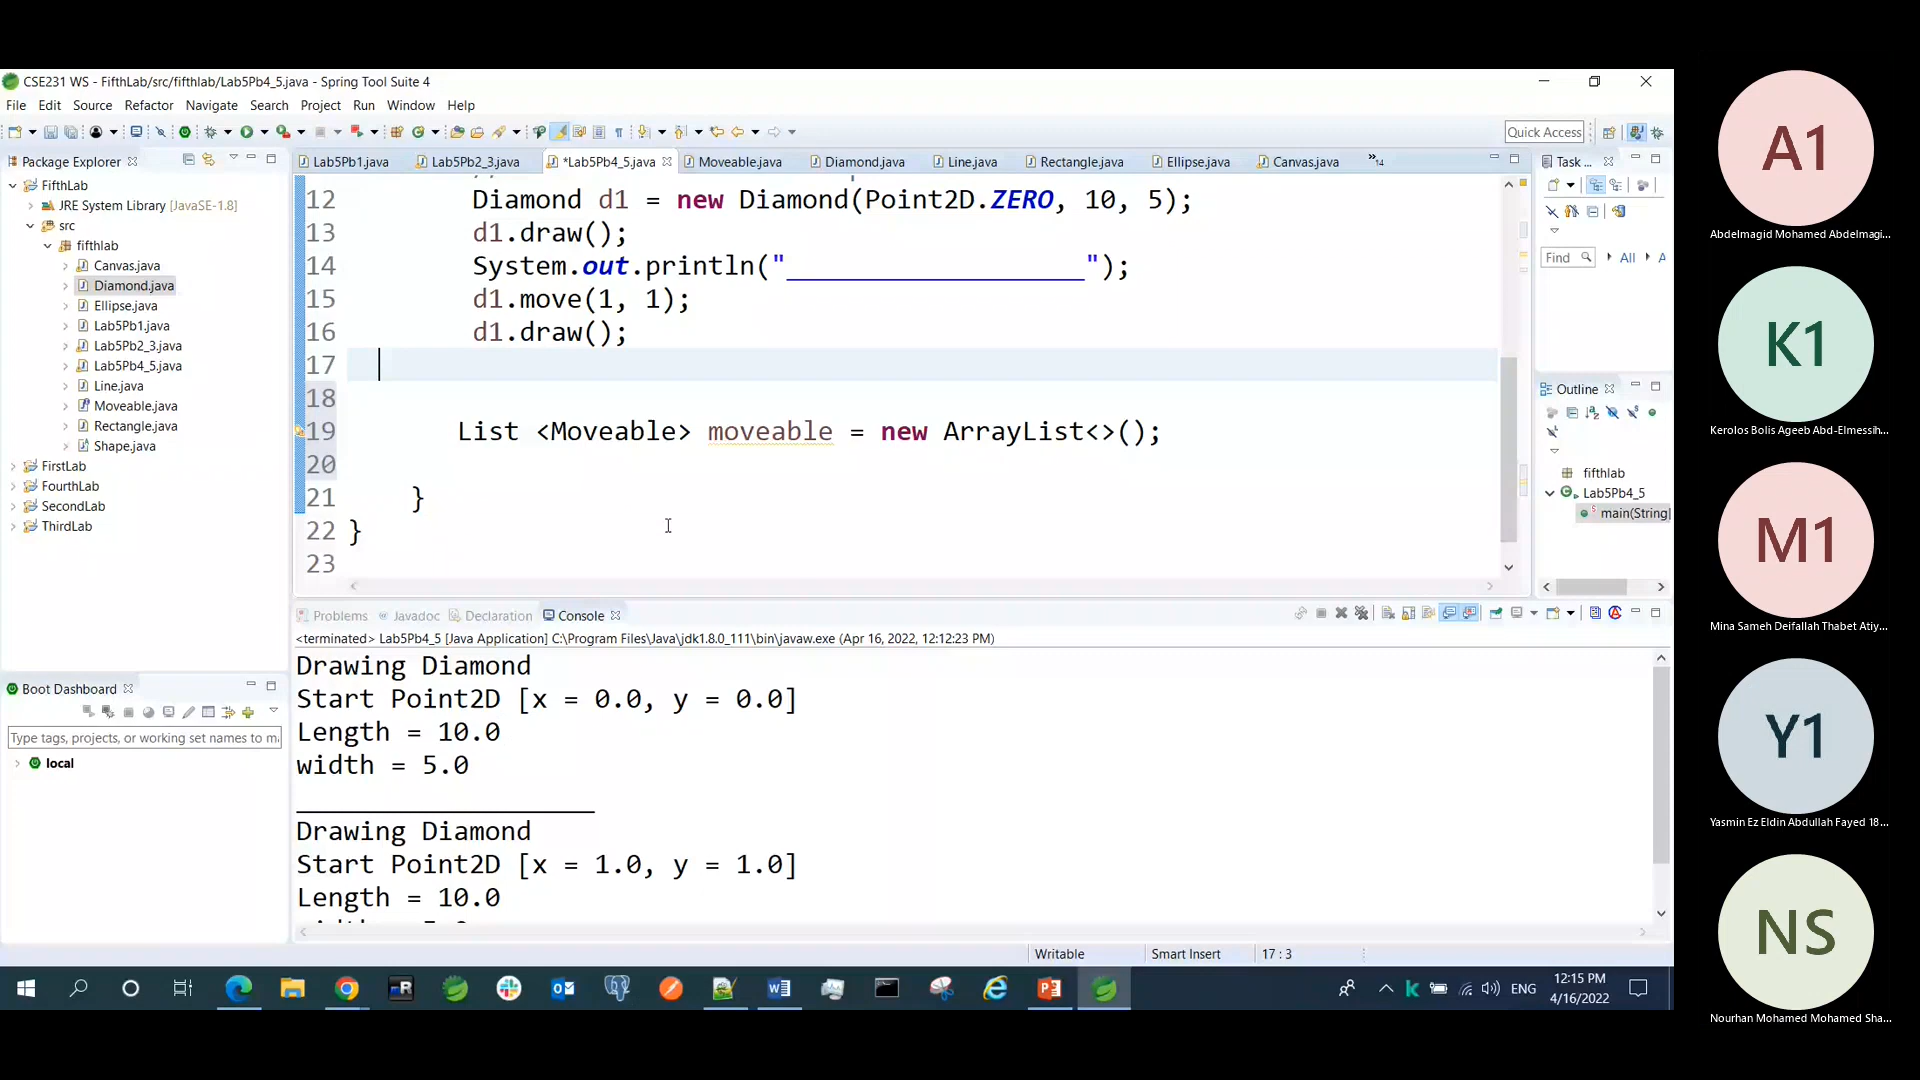 CSE231 WS - FifthLab/src/fifthlab/Lab5Pb4_5.java - Spring Tool Suite 4
File Edit Source Refactor Navigate Search Project Run Window Help
Quick Access
Package Explorer
FifthLab
JRE System Library [JavaSE-1.8]
src
fifthlab
Canvas.java
Diamond.java
Ellipse.java
Lab5Pb1.java
Lab5Pb2_3.java
Lab5Pb4_5.java
Line.java
Moveable.java
Rectangle.java
Shape.java
FirstLab
FourthLab
SecondLab
ThirdLab
Boot Dashboard
Type tags, projects, or working set names to m
local
Lab5Pb1.java Lab5Pb2_3.java *Lab5Pb4_5.java Moveable.java Diamond.java Line.java Rectangle.java Ellipse.java Canvas.java »14
12 Diamond d1 = new Diamond(Point2D.ZERO, 10, 5);
13 d1.draw();
14 System.out.println("___________________");
15 d1.move(1, 1);
16 d1.draw();
17
18
19 List <Moveable> moveable = new ArrayList<>();
20
21 }
22 }
23
Task ...
Find All A
Outline
fifthlab
Lab5Pb4_5
main(String
Problems Javadoc Declaration Console
<terminated> Lab5Pb4_5 [Java Application] C:\Program Files\Java\jdk1.8.0_111\bin\javaw.exe (Apr 16, 2022, 12:12:23 PM)
Drawing Diamond
Start Point2D [x = 0.0, y = 0.0]
Length = 10.0
width = 5.0
___________________
Drawing Diamond
Start Point2D [x = 1.0, y = 1.0]
Length = 10.0
Writable Smart Insert 17 : 3
ENG
12:15 PM
4/16/2022
A1
Abdelmagid Mohamed Abdelmagi...
K1
Kerolos Bolis Ageeb Abd-Elmessih...
M1
Mina Sameh Deifallah Thabet Atiy...
Y1
Yasmin Ez Eldin Abdullah Fayed 18...
NS
Nourhan Mohamed Mohamed Sha...